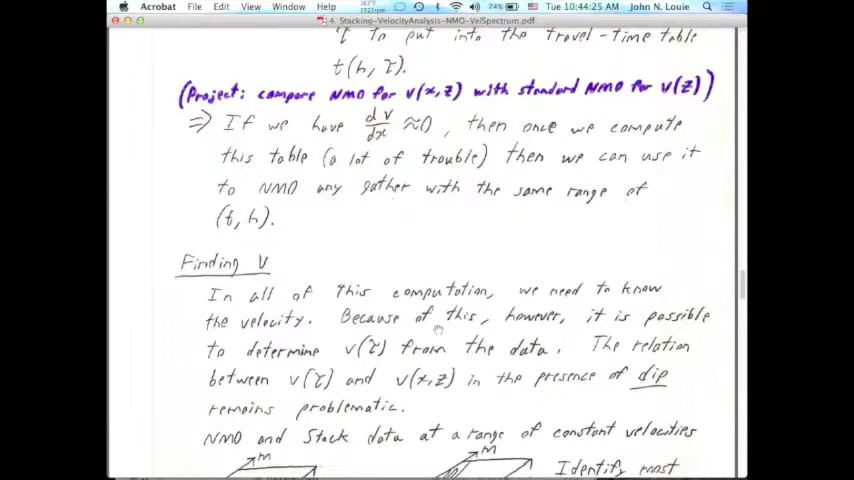 Acrobat File Edit View Window Help 74% Tue Nov 10 10:44:25 AM John N. Louie
4. Stacking-VelocityAnalysis-NMO-VelSpectrum.pdf
to put into the travel-time table
t(h, τ).
(Project: compare NMO for v(x,z) with standard NMO for v(z))
⇒ If we have dv/dx ≈0, then once we compute
this table (a lot of trouble) then we can use it
to NMO any gather with the same range of
(t, h).
Finding V
In all of this computation, we need to know
the velocity. Because of this, however, it is possible
to determine v(τ) from the data. The relation
between v(τ) and v(x,z) in the presence of dip
remains problematic.
NMO and Stack data at a range of constant velocities
M M Identify most